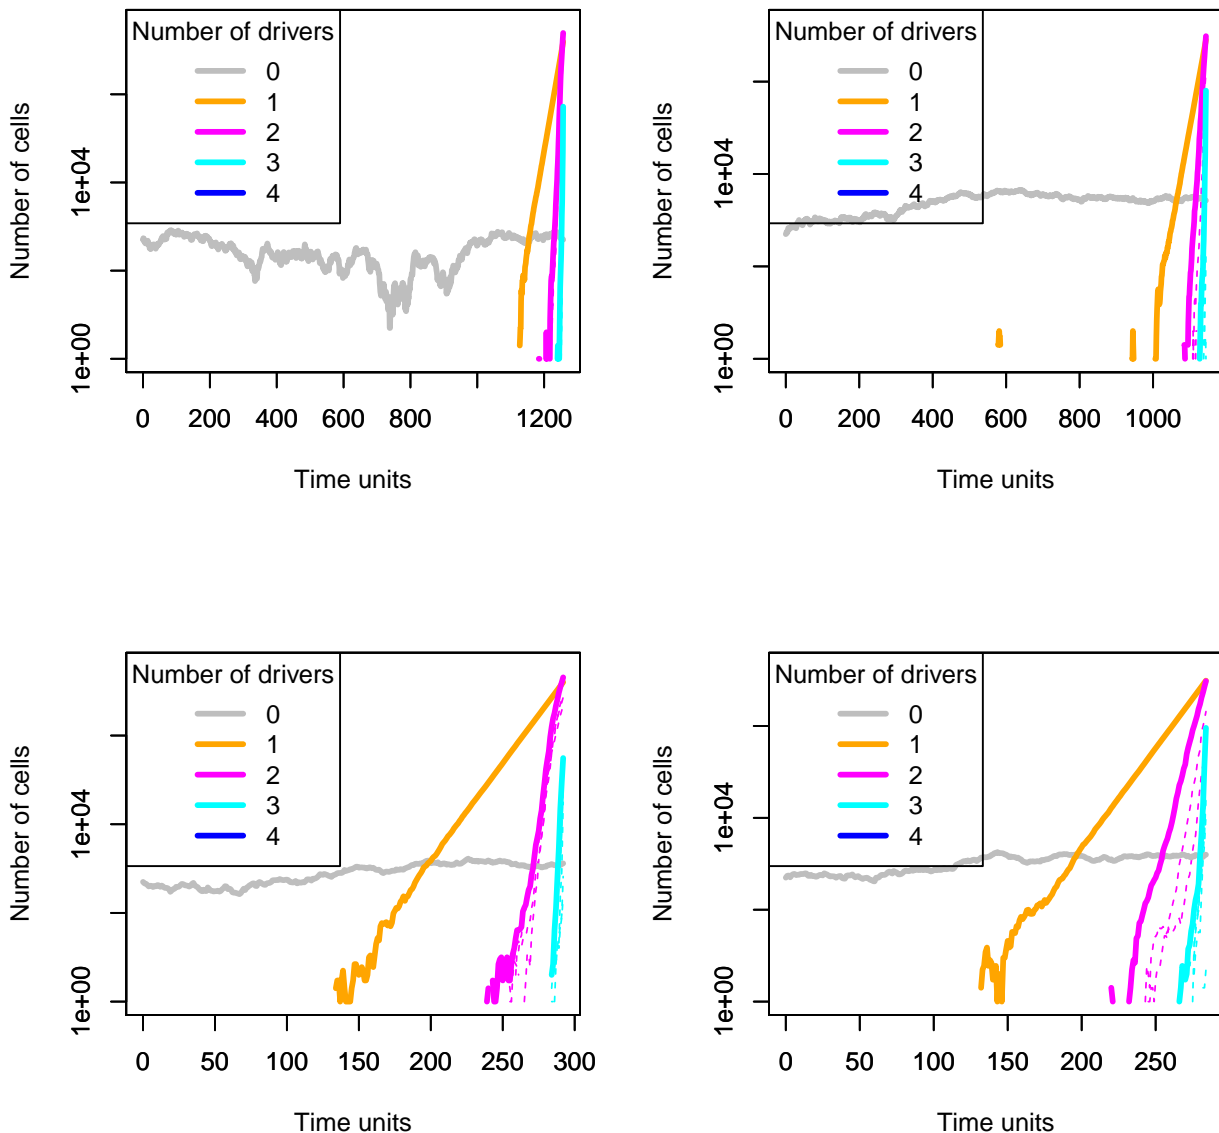 Number of drivers
0
1
2
3
4
Number of cells
1e+04
1e+00
0 200 400 600 800 1200
Time units
Number of drivers
0
1
2
3
4
Number of cells
1e+04
1e+00
0 200 400 600 800 1000
Time units
Number of drivers
0
1
2
3
4
Number of cells
1e+04
1e+00
0 50 100 150 200 250 300
Time units
Number of drivers
0
1
2
3
4
Number of cells
1e+04
1e+00
0 50 100 150 200 250
Time units